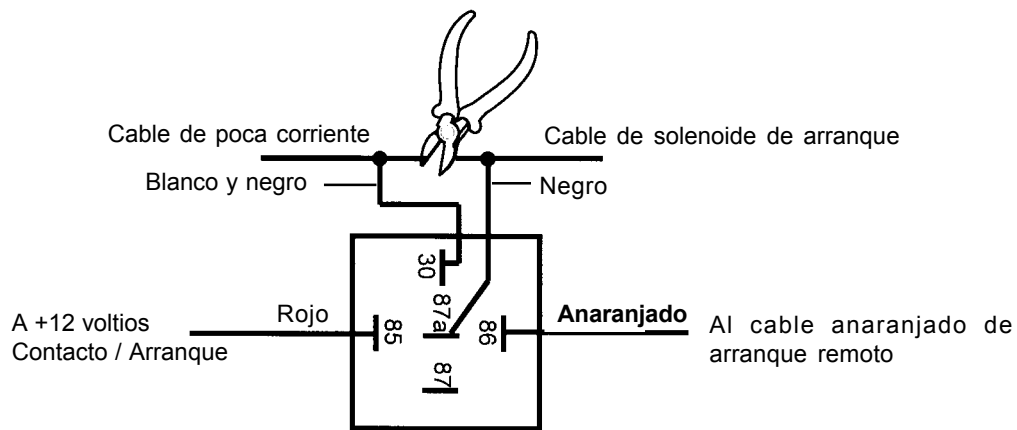 Cable de poca corriente
Cable de solenoide de arranque
Blanco y negro
Negro
30
87a
85
86
87
Rojo
Anaranjado
A +12 voltios
Contacto / Arranque
Al cable anaranjado de
arranque remoto